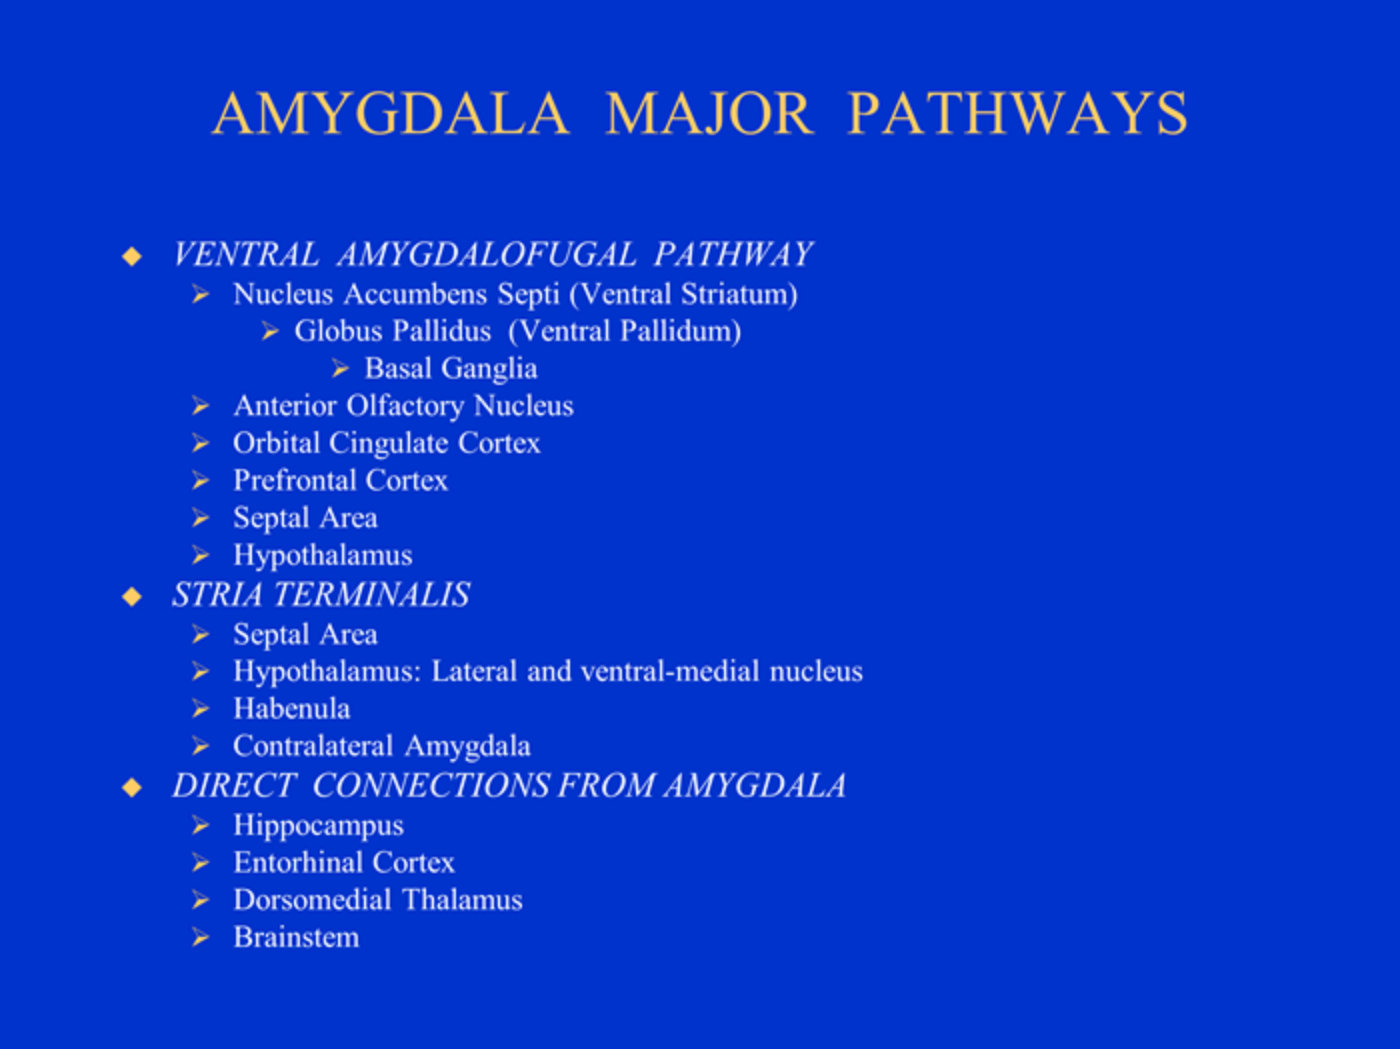 AMYGDALA MAJOR PATHWAYS
VENTRAL AMYGDALOFUGAL PATHWAY
Nucleus Accumbens Septi (Ventral Striatum)
Globus Pallidus (Ventral Pallidum)
Basal Ganglia
Anterior Olfactory Nucleus
Orbital Cingulate Cortex
Prefrontal Cortex
Septal Area
Hypothalamus
STRIA TERMINALIS
Septal Area
Hypothalamus: Lateral and ventral-medial nucleus
Habenula
Contralateral Amygdala
DIRECT CONNECTIONS FROM AMYGDALA
Hippocampus
Entorhinal Cortex
Dorsomedial Thalamus
Brainstem